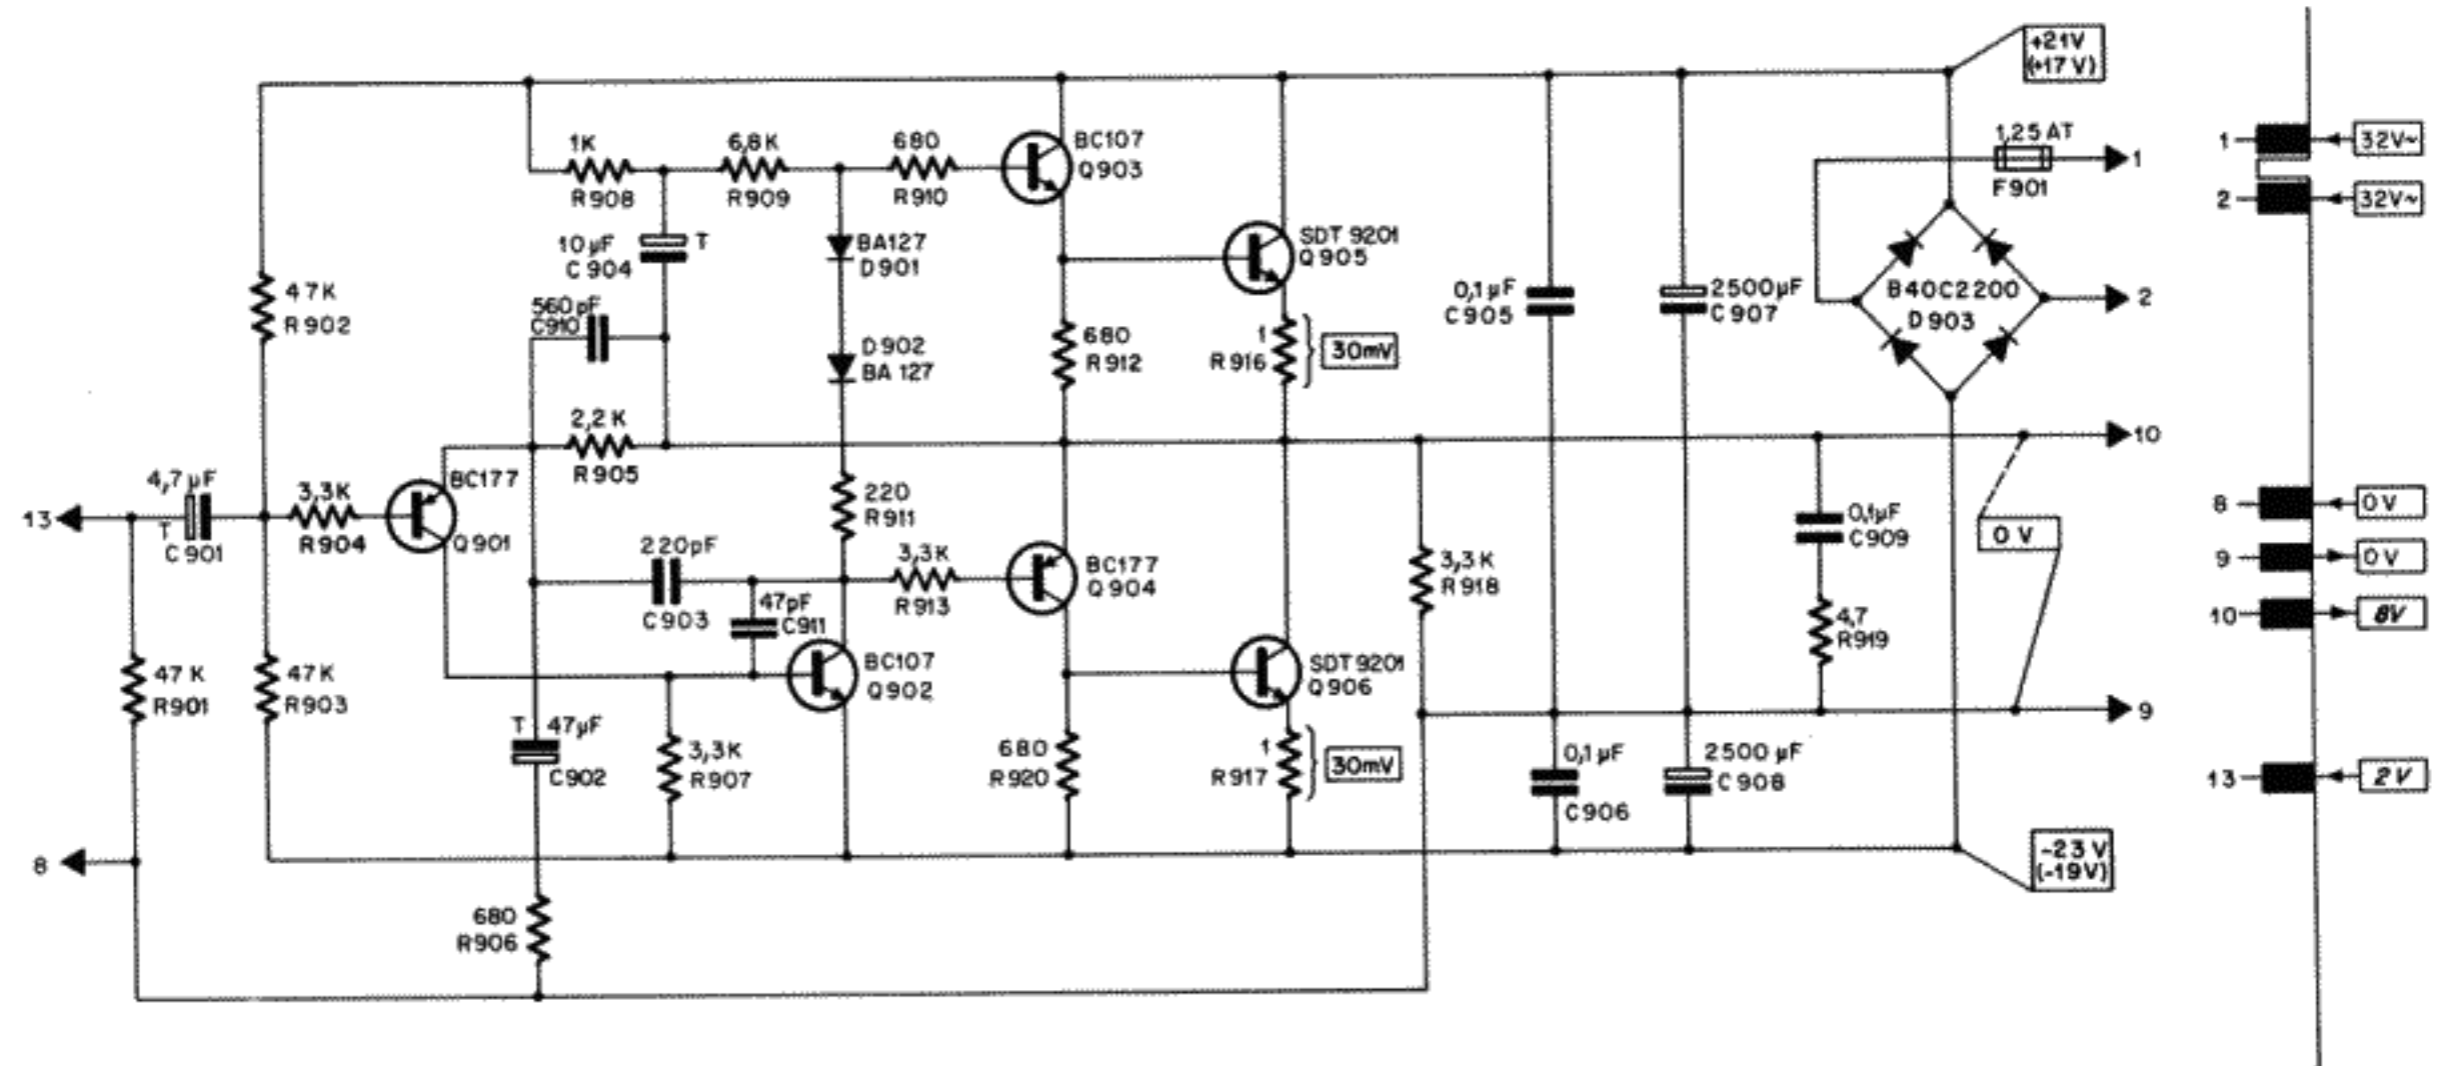 +21V
(+17V)
1K
R908
6,8K
R909
680
R910
BC107
Q903
1,25 AT
F901
1
1
32V~
2
32V~
10µF
C904
T
BA127
D901
SDT 9201
Q905
47K
R902
560pF
C910
0,1µF
C905
2500µF
C907
B40C2200
D903
2
680
R912
1
R916
30mV
D902
BA127
2,2K
R905
10
BC177
Q901
4,7µF
T
C901
13
3,3K
R904
220
R911
0,1µF
C909
0 V
8
0V
9
0V
10
8V
220pF
C903
3,3K
R913
BC177
Q904
3,3K
R918
47pF
C911
4,7
R919
47K
R901
47K
R903
BC107
Q902
SDT 9201
Q906
9
T
47µF
C902
3,3K
R907
680
R920
1
R917
30mV
0,1µF
C906
2500µF
C908
13
2V
8
-23V
(-19V)
680
R906